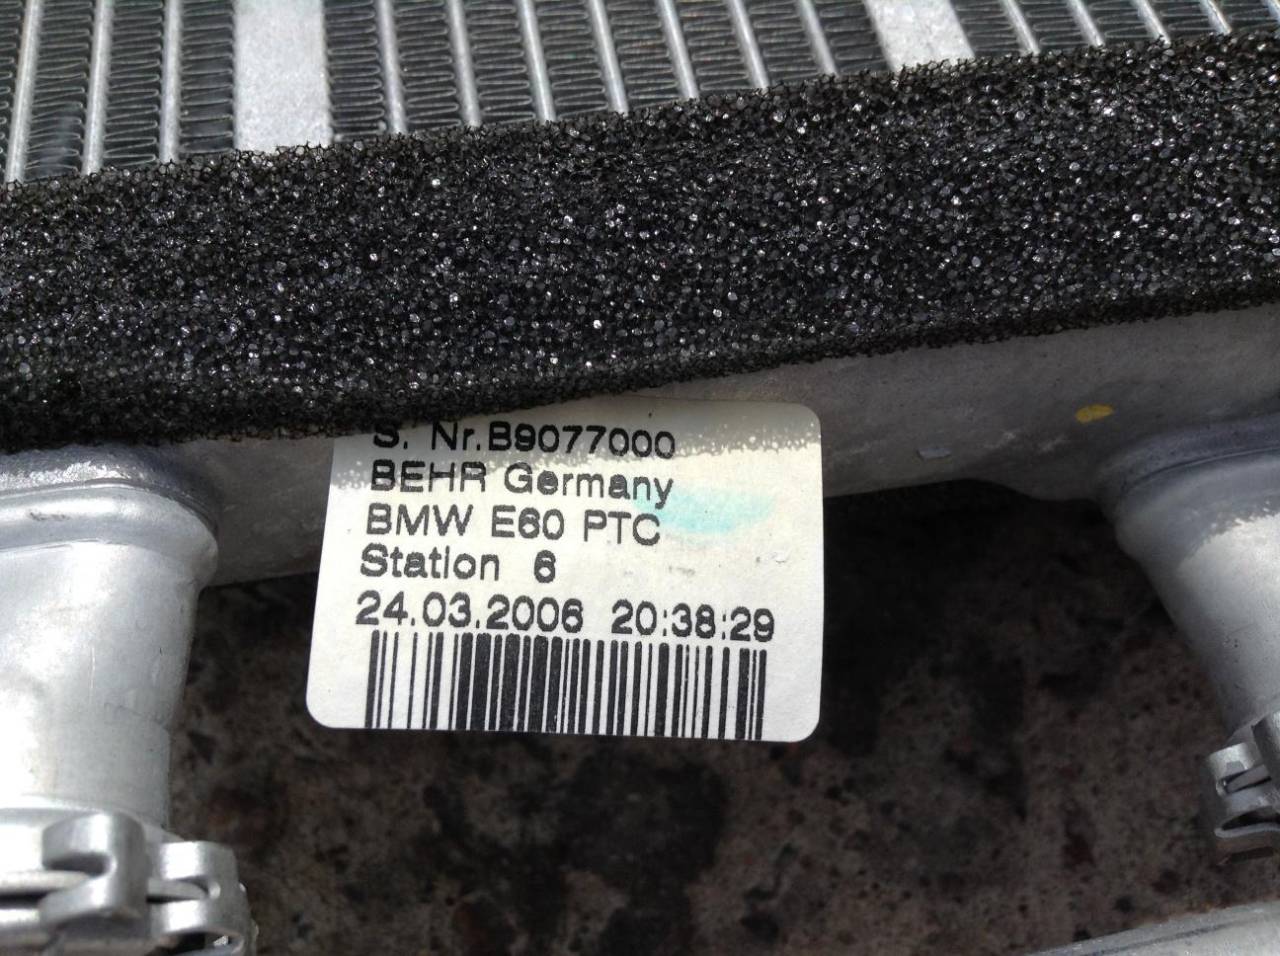 S. Nr.B9077000
BEHR Germany
BMW E60 PTC
Station 6
24.03.2006 20:38:29